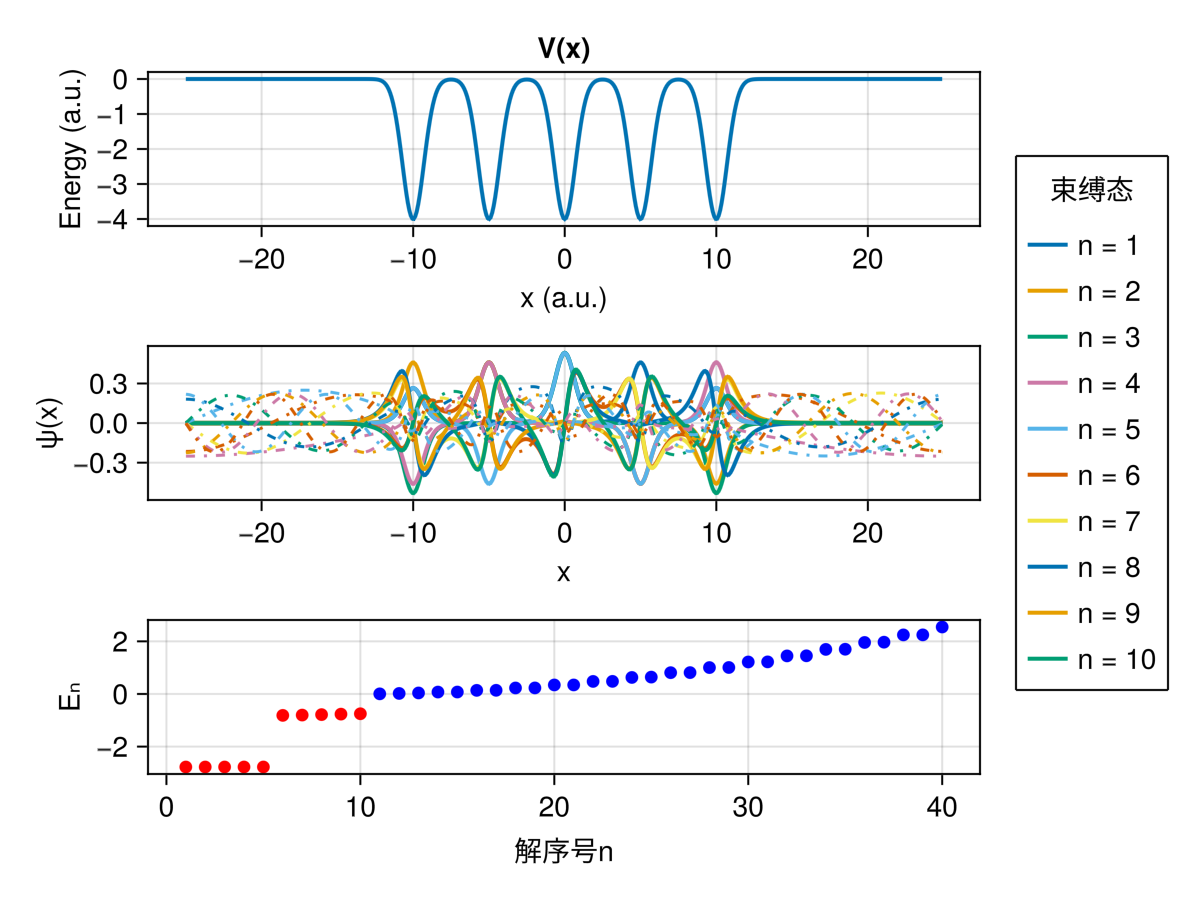 V(x)
Energy (a.u.)
0
−1
−2
−3
−4
−20
−10
0
10
20
x (a.u.)
ψ(x)
0.3
0.0
−0.3
−20
−10
0
10
20
x
Eₙ
2
0
−2
0
10
20
30
40
解序号n
束缚态
n = 1
n = 2
n = 3
n = 4
n = 5
n = 6
n = 7
n = 8
n = 9
n = 10